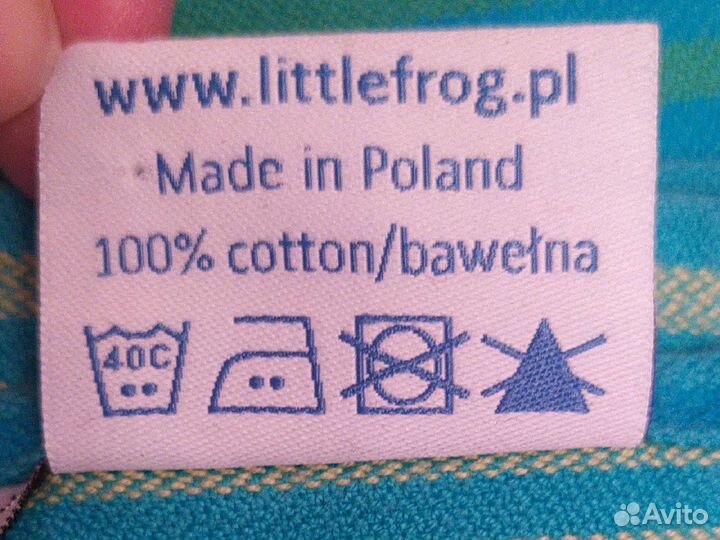 www.littlefrog.pl
Made in Poland
100% cotton/bawełna
40C
Avito